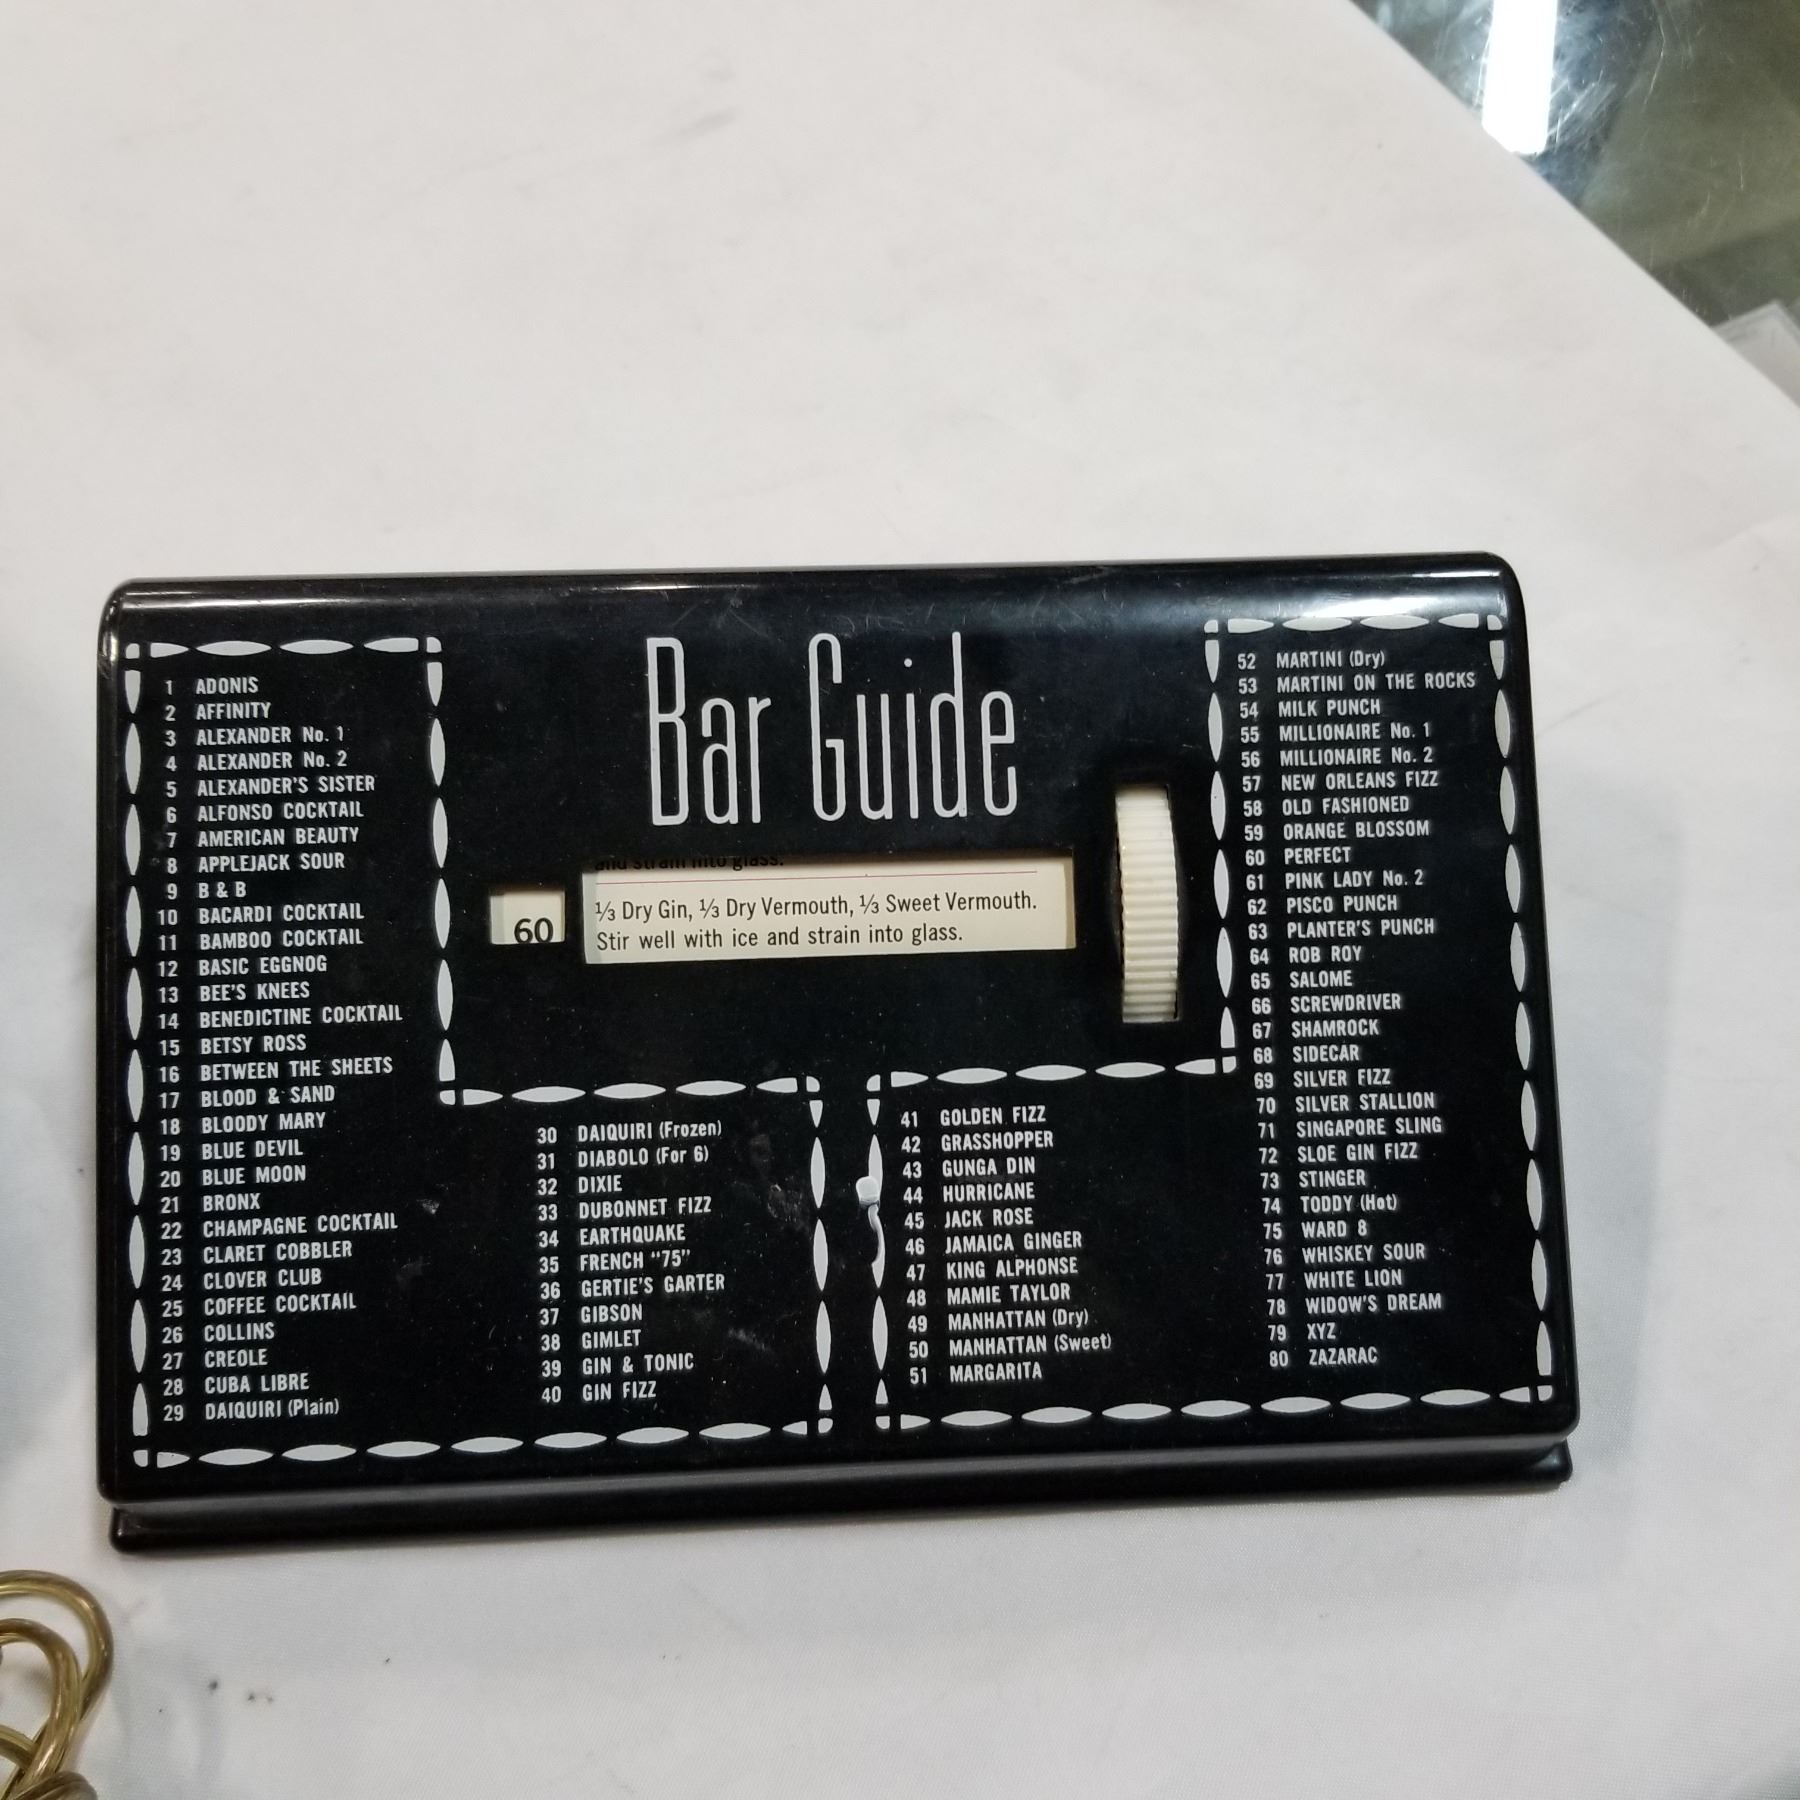 Bar Guide
1 ADONIS
2 AFFINITY
3 ALEXANDER No. 1
4 ALEXANDER No. 2
5 ALEXANDER'S SISTER
6 ALFONSO COCKTAIL
7 AMERICAN BEAUTY
8 APPLEJACK SOUR
9 B & B
10 BACARDI COCKTAIL
11 BAMBOO COCKTAIL
12 BASIC EGGNOG
13 BEE'S KNEES
14 BENEDICTINE COCKTAIL
15 BETSY ROSS
16 BETWEEN THE SHEETS
17 BLOOD & SAND
18 BLOODY MARY
19 BLUE DEVIL
20 BLUE MOON
21 BRONX
22 CHAMPAGNE COCKTAIL
23 CLARET COBBLER
24 CLOVER CLUB
25 COFFEE COCKTAIL
26 COLLINS
27 CREOLE
28 CUBA LIBRE
29 DAIQUIRI (Plain)
and strain into glass.
60
⅓ Dry Gin, ⅓ Dry Vermouth, ⅓ Sweet Vermouth.
Stir well with ice and strain into glass.
30 DAIQUIRI (Frozen)
31 DIABOLO (For 6)
32 DIXIE
33 DUBONNET FIZZ
34 EARTHQUAKE
35 FRENCH "75"
36 GERTIE'S GARTER
37 GIBSON
38 GIMLET
39 GIN & TONIC
40 GIN FIZZ
41 GOLDEN FIZZ
42 GRASSHOPPER
43 GUNGA DIN
44 HURRICANE
45 JACK ROSE
46 JAMAICA GINGER
47 KING ALPHONSE
48 MAMIE TAYLOR
49 MANHATTAN (Dry)
50 MANHATTAN (Sweet)
51 MARGARITA
52 MARTINI (Dry)
53 MARTINI ON THE ROCKS
54 MILK PUNCH
55 MILLIONAIRE No. 1
56 MILLIONAIRE No. 2
57 NEW ORLEANS FIZZ
58 OLD FASHIONED
59 ORANGE BLOSSOM
60 PERFECT
61 PINK LADY No. 2
62 PISCO PUNCH
63 PLANTER'S PUNCH
64 ROB ROY
65 SALOME
66 SCREWDRIVER
67 SHAMROCK
68 SIDECAR
69 SILVER FIZZ
70 SILVER STALLION
71 SINGAPORE SLING
72 SLOE GIN FIZZ
73 STINGER
74 TODDY (Hot)
75 WARD 8
76 WHISKEY SOUR
77 WHITE LION
78 WIDOW'S DREAM
79 XYZ
80 ZAZARAC